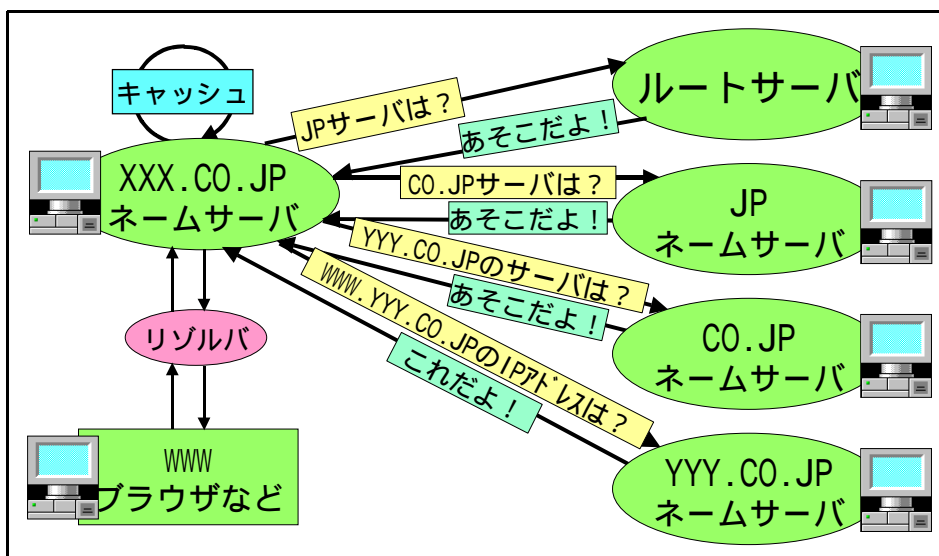 キャッシュ
JPサーバは？
ルートサーバ
あそこだよ！
XXX.CO.JP
ネームサーバ
CO.JPサーバは？
あそこだよ！
JP
ネームサーバ
YYY.CO.JPのサーバは？
あそこだよ！
WWW.YYY.CO.JPのIPｱﾄﾞﾚｽは？
これだよ！
CO.JP
ネームサーバ
リゾルバ
WWW
ブラウザなど
YYY.CO.JP
ネームサーバ